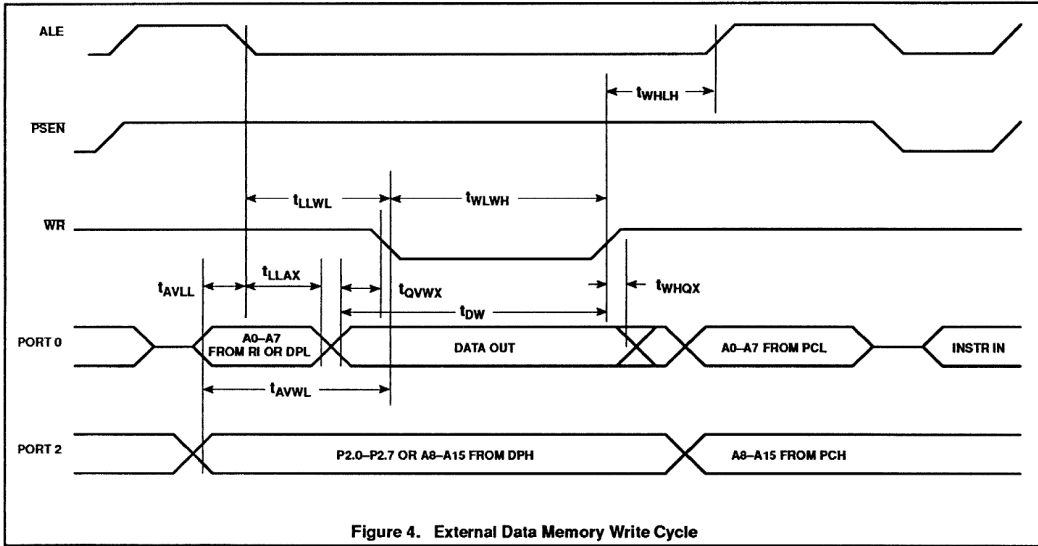 ALE
tWHLH
PSEN
tLLWL
tWLWH
WR
tAVLL
tLLAX
tQVWX
tWHQX
tDW
PORT 0
A0–A7
FROM RI OR DPL
DATA OUT
A0–A7 FROM PCL
INSTR IN
tAVWL
PORT 2
P2.0–P2.7 OR A8–A15 FROM DPH
A8–A15 FROM PCH
Figure 4. External Data Memory Write Cycle